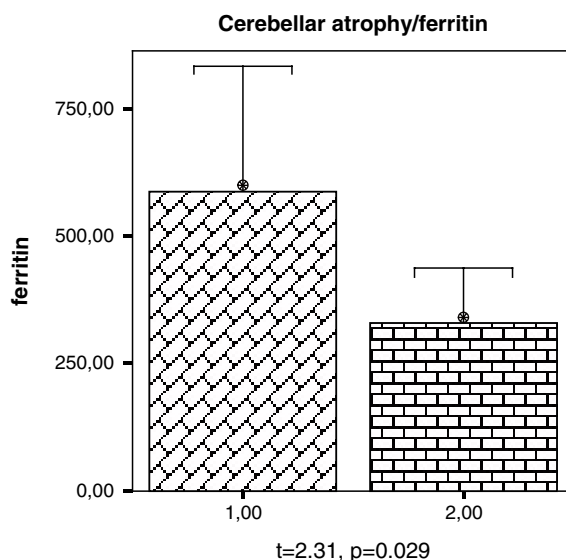 Cerebellar atrophy/ferritin
750,00
500,00
250,00
0,00
ferritin
1,00 2,00
t=2.31, p=0.029